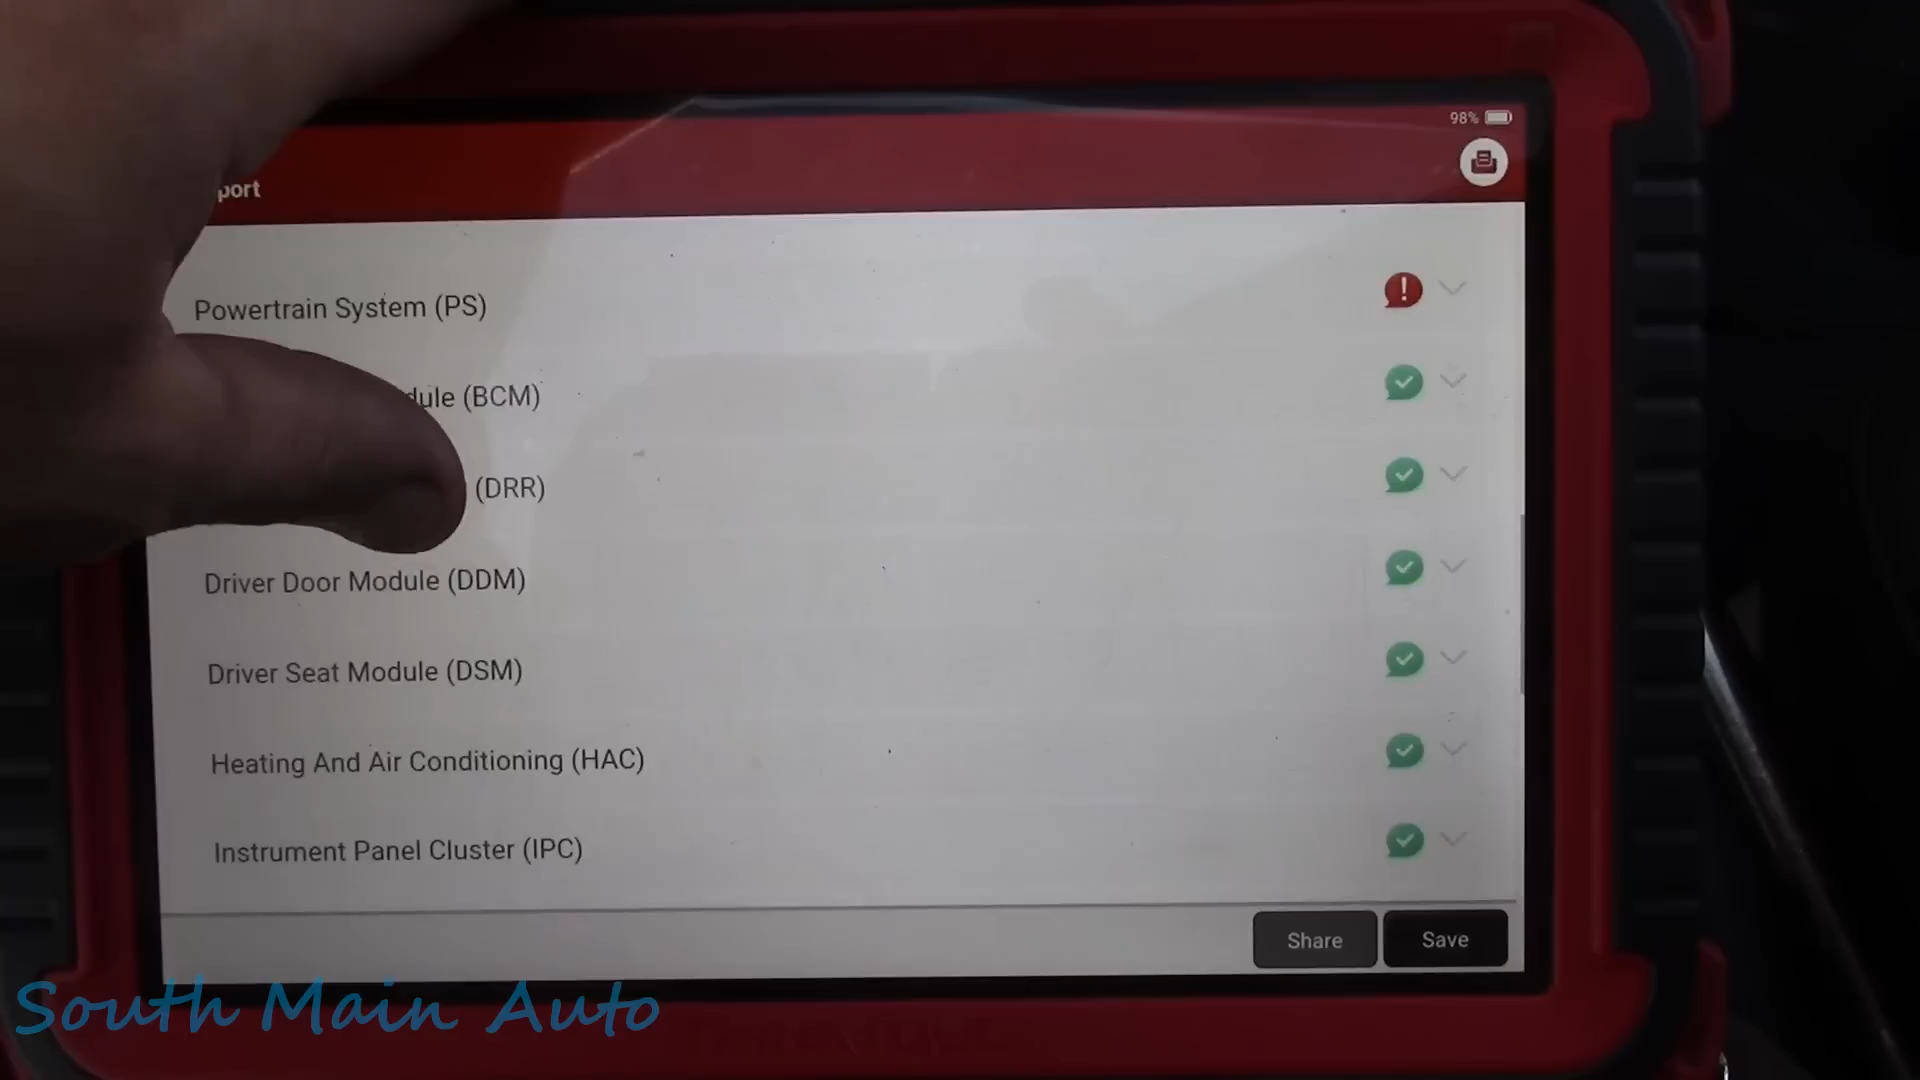 98%
port
Powertrain System (PS)
dule (BCM)
(DRR)
Driver Door Module (DDM)
Driver Seat Module (DSM)
Heating And Air Conditioning (HAC)
Instrument Panel Cluster (IPC)
Share Save
South Main Auto